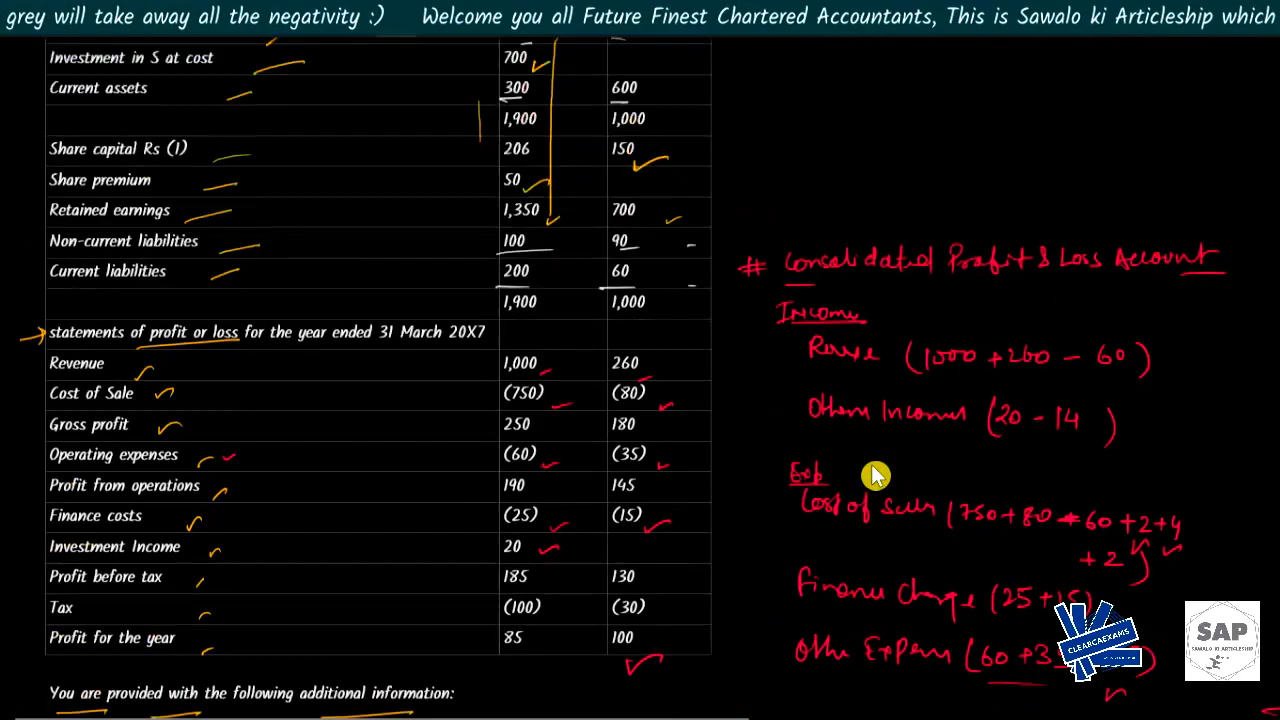 grey will take away all the negativity :) Welcome you all Future Finest Chartered Accountants, This is Sawalo ki Articleship which
Investment in S at cost 700
Current assets 300 600
1,900 1,000
Share capital Rs (1) 206 150
Share premium 50
Retained earnings 1,350 700
Non-current liabilities 100 90 -
Current liabilities 200 60 -
1,900 1,000
statements of profit or loss for the year ended 31 March 20X7
Revenue 1,000 260
Cost of Sale (750) (80)
Gross profit 250 180
Operating expenses (60) (35)
Profit from operations 190 145
Finance costs (25) (15)
Investment Income 20
Profit before tax 185 130
Tax (100) (30)
Profit for the year 85 100
You are provided with the following additional information:
# Consolidated Profit & Loss Account
Income
(1000 + 260 - 60)
Others Incomes (20 - 14)
Exp
Cost of (750 + 80 - 60 + 2 + 4
+ 2)
Finance Charge (25 + 15)
(60 + 3
CLEARCAEXAMS
SAP
SAWALO KI ARTICLESHIP